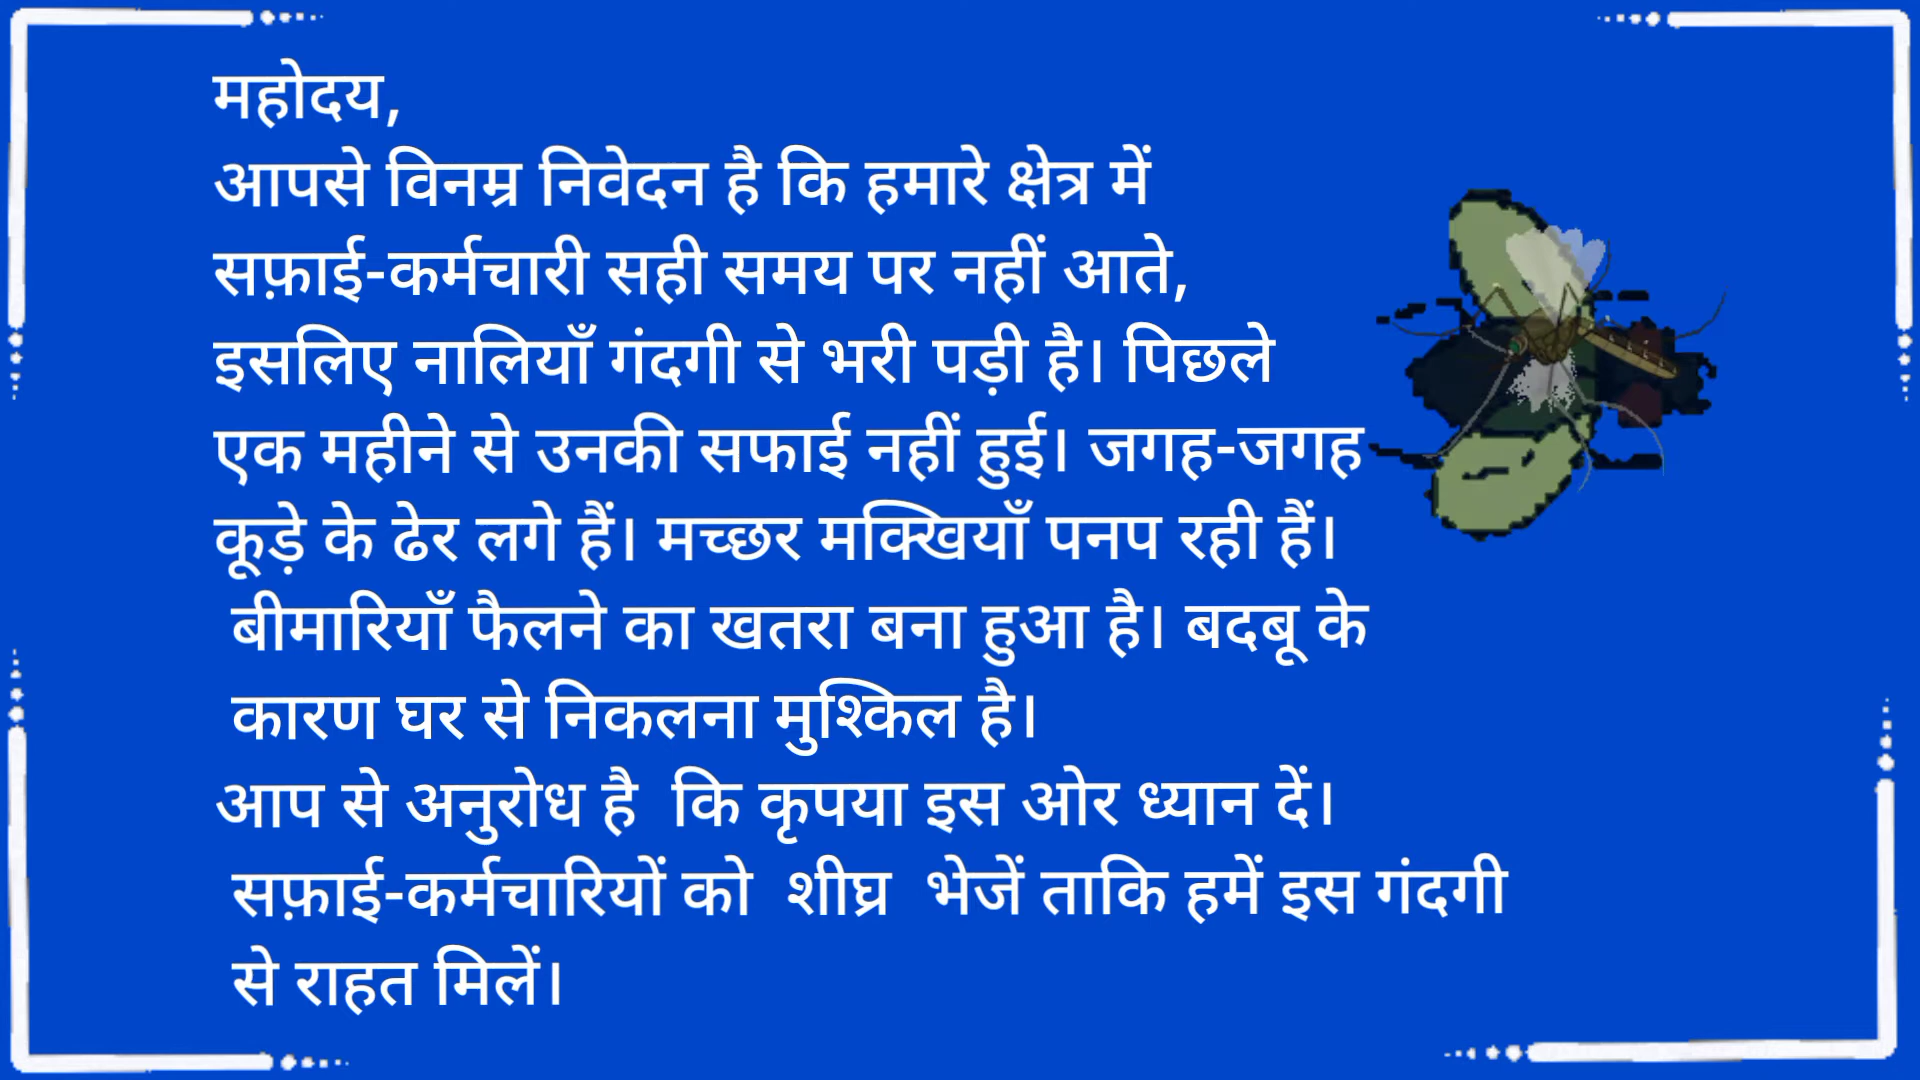 महोदय,
आपसे विनम्र निवेदन है कि हमारे क्षेत्र में
सफ़ाई-कर्मचारी सही समय पर नहीं आते,
इसलिए नालियाँ गंदगी से भरी पड़ी है। पिछले
एक महीने से उनकी सफाई नहीं हुई। जगह-जगह
कूड़े के ढेर लगे हैं। मच्छर मक्खियाँ पनप रही हैं।
बीमारियाँ फैलने का खतरा बना हुआ है। बदबू के
कारण घर से निकलना मुश्किल है।
आप से अनुरोध है कि कृपया इस ओर ध्यान दें।
सफ़ाई-कर्मचारियों को शीघ्र भेजें ताकि हमें इस गंदगी
से राहत मिलें।